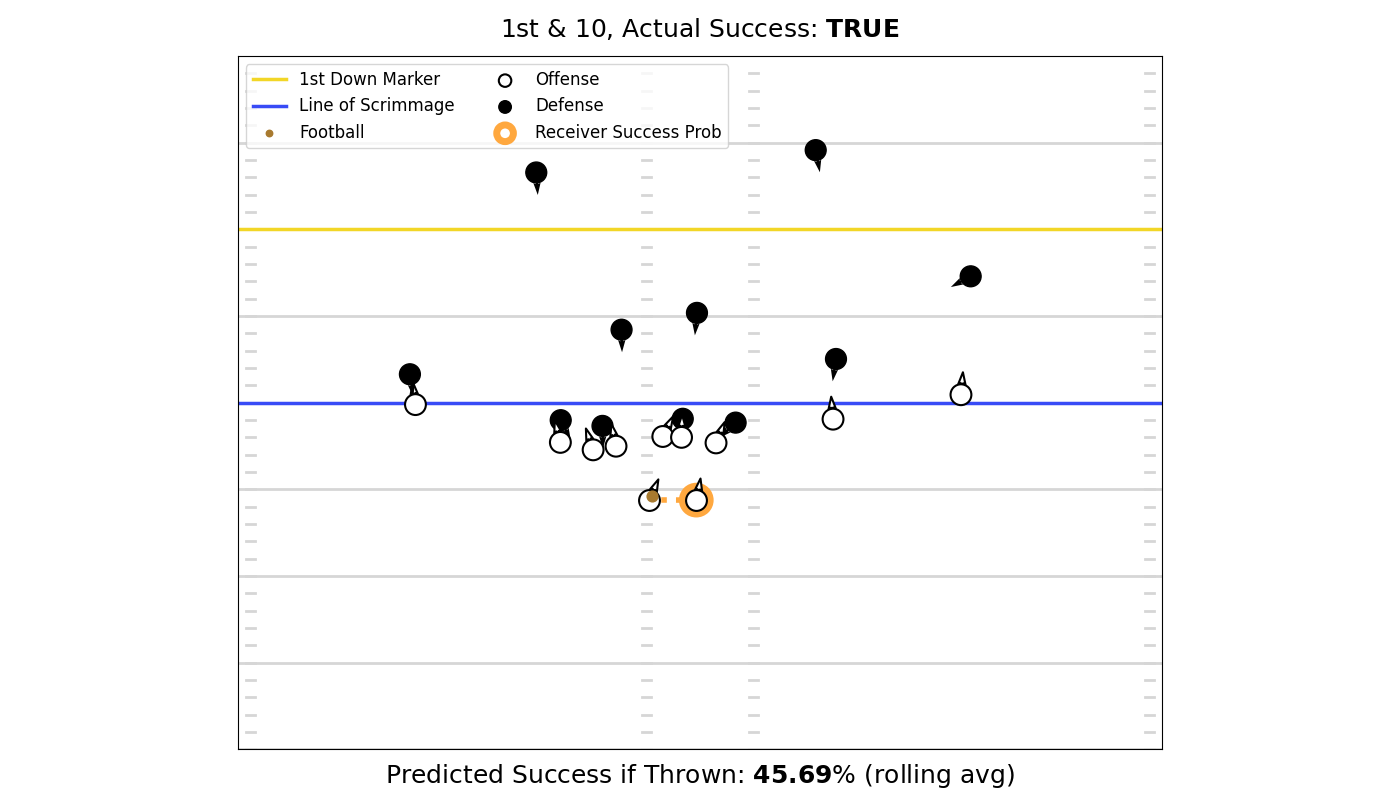 1st & 10, Actual Success: TRUE
1st Down Marker
Line of Scrimmage
Football
Offense
Defense
Receiver Success Prob
Predicted Success if Thrown: 45.69% (rolling avg)